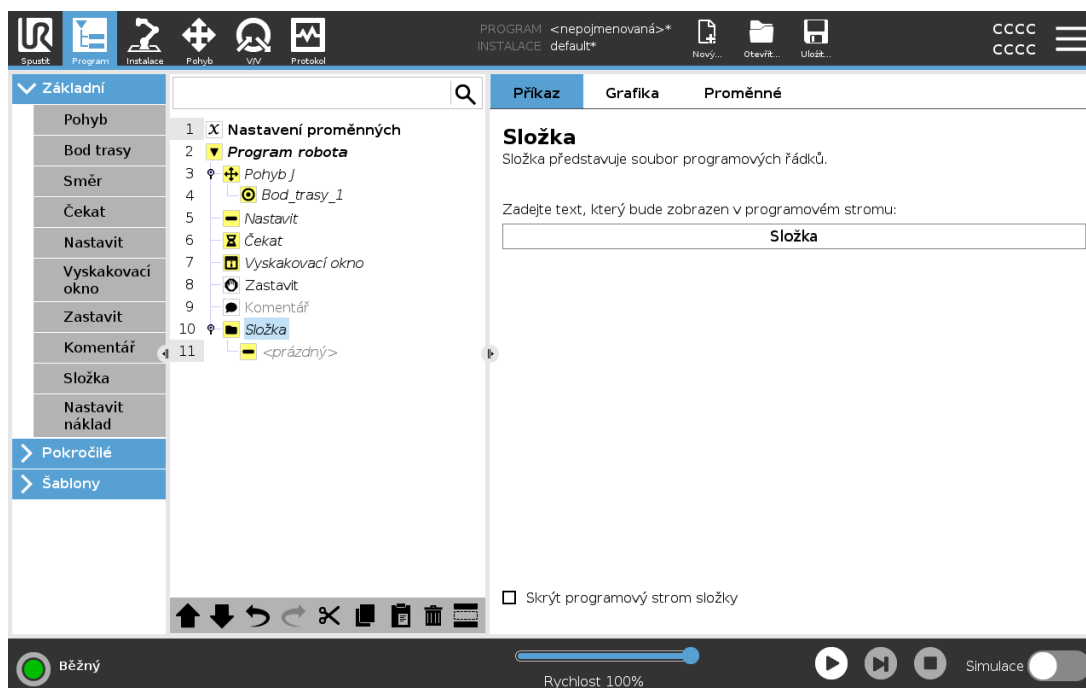 UR
Spustit
Program
Instalace
Pohyb
V/V
Protokol
PROGRAM <nepojmenovaná>*
INSTALACE default*
Nový...
Otevřít...
Uložit...
CCCC
CCCC
Základní
Pohyb
Bod trasy
Směr
Čekat
Nastavit
Vyskakovací
okno
Zastavit
Komentář
Složka
Nastavit
náklad
Pokročilé
Šablony
1 X Nastavení proměnných
2 Program robota
3 Pohyb J
4 Bod_trasy_1
5 Nastavit
6 Čekat
7 Vyskakovací okno
8 Zastavit
9 Komentář
10 Složka
11 <prázdný>
Příkaz Grafika Proměnné
Složka
Složka představuje soubor programových řádků.
Zadejte text, který bude zobrazen v programovém stromu:
Složka
Skrýt programový strom složky
Běžný
Rychlost 100%
Simulace